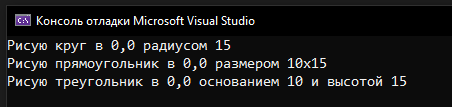 Консоль отладки Microsoft Visual Studio
Рисую круг в 0,0 радиусом 15
Рисую прямоугольник в 0,0 размером 10x15
Рисую треугольник в 0,0 основанием 10 и высотой 15